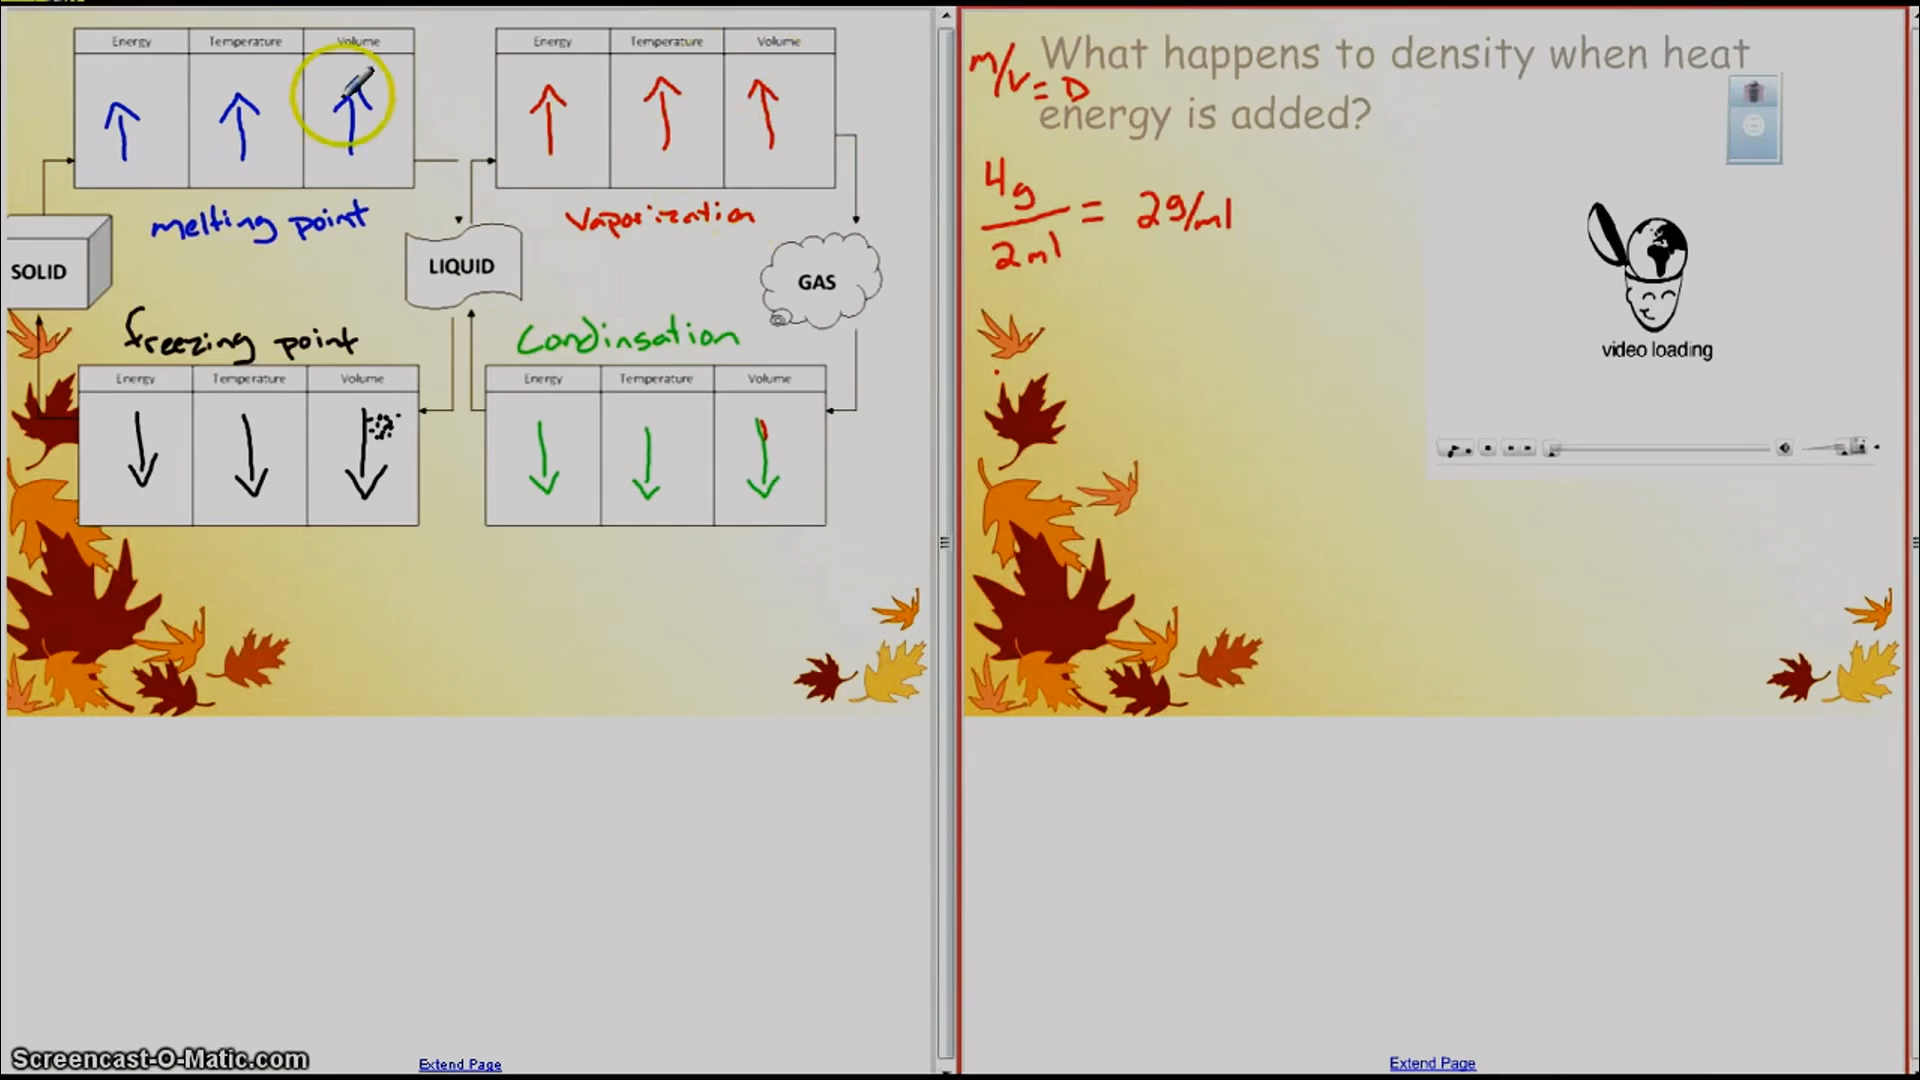 Energy Temperature Volume
melting point
SOLID
freezing point
Energy Temperature Volume
Energy Temperature Volume
vaporization
LIQUID
GAS
Condinsation
Energy Temperature Volume
Extend Page
Screencast-O-Matic.com
m/v = D
What happens to density when heat
energy is added?
4g
2ml
= 2g/ml
video loading
Extend Page